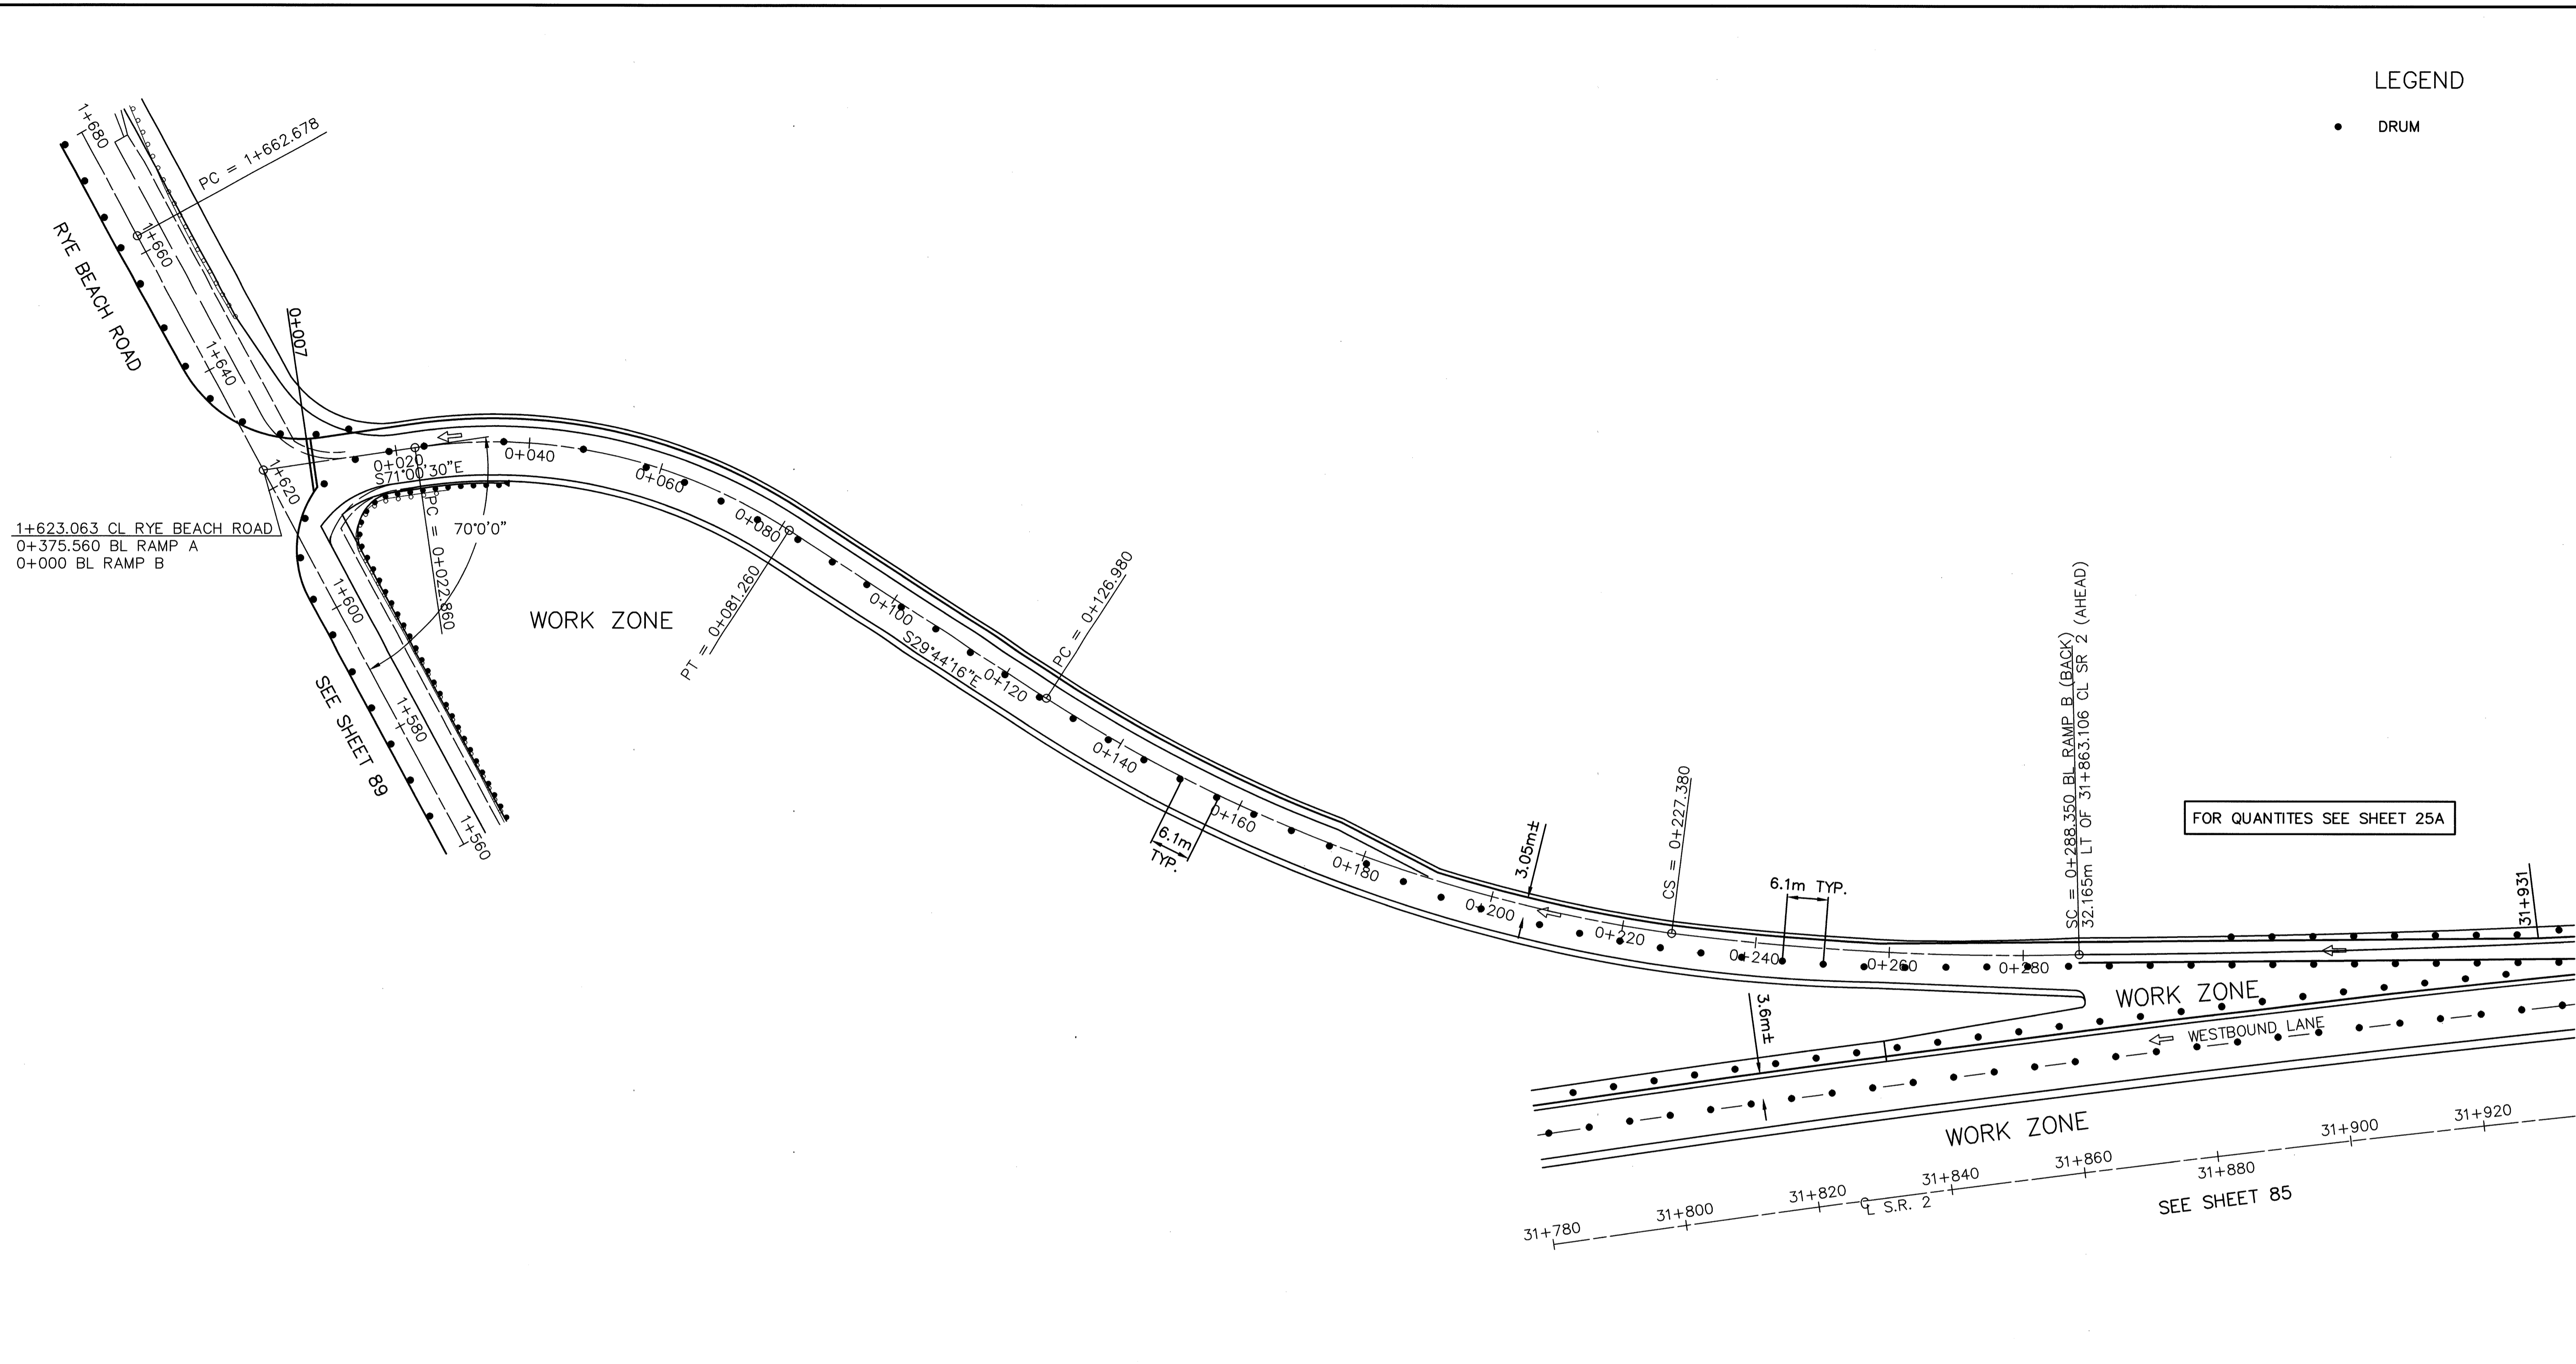 LEGEND
DRUM
1+680
PC = 1+662.678
1+660
RYE BEACH ROAD
1+640
0+007
1+620
0+020
S71°00'30"E
0+040
0+060
0+080
PC = 0+022.860
70°0'0"
1+623.063 CL RYE BEACH ROAD
0+375.560 BL RAMP A
0+000 BL RAMP B
1+600
WORK ZONE
PT = 0+081.260
0+100
S29°44'16"E
0+120
PC = 0+126.980
SEE SHEET 89
1+580
1+560
0+140
0+160
6.1m
TYP.
0+180
3.05m±
0+200
CS = 0+227.380
0+220
6.1m TYP.
0+240
0+260
0+280
SC = 0+288.350 BL RAMP B (BACK)
32.165m LT OF 31+863.106 CL SR 2 (AHEAD)
FOR QUANTITES SEE SHEET 25A
31+931
WORK ZONE
WESTBOUND LANE
3.6m±
WORK ZONE
31+780
31+800
31+820
CL S.R. 2
31+840
31+860
31+880
31+900
31+920
SEE SHEET 85